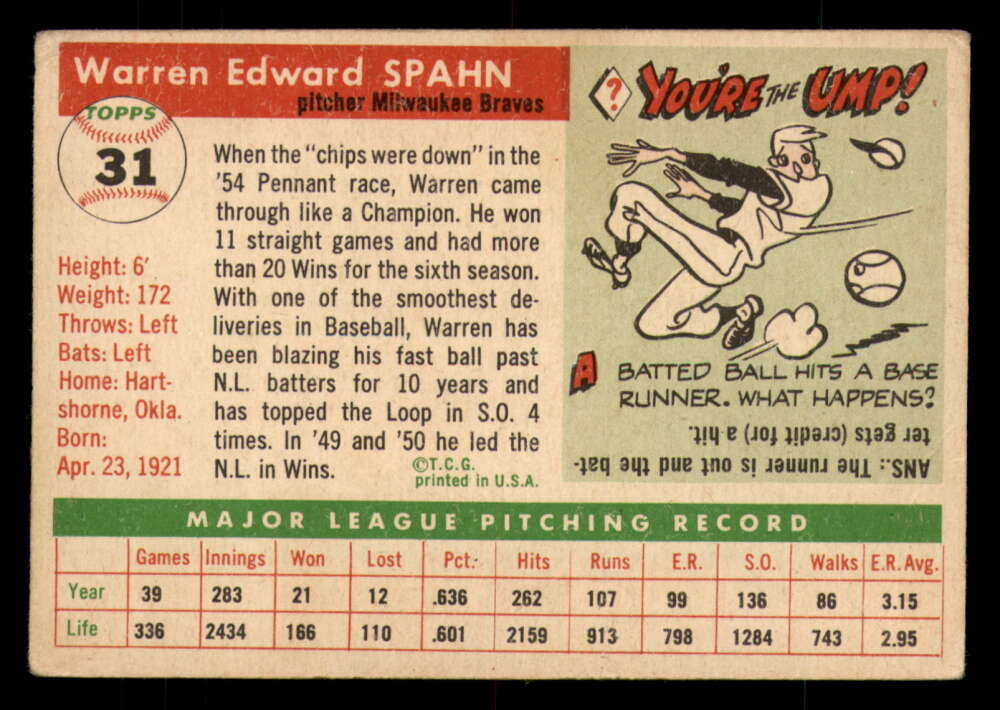 Warren Edward SPAHN
pitcher Milwaukee Braves
TOPPS
31
Height: 6'
Weight: 172
Throws: Left
Bats: Left
Home: Hart-
shorne, Okla.
Born:
Apr. 23, 1921
When the "chips were down" in the
'54 Pennant race, Warren came
through like a Champion. He won
11 straight games and had more
than 20 Wins for the sixth season.
With one of the smoothest de-
liveries in Baseball, Warren has
been blazing his fast ball past
N.L. batters for 10 years and
has topped the Loop in S.O. 4
times. In '49 and '50 he led the
N.L. in Wins.
©T.C.G.
printed in U.S.A.
? YOU'RE THE UMP!
A BATTED BALL HITS A BASE
RUNNER. WHAT HAPPENS?
ANS.: The runner is out and the bat-
ter gets (credit for) a hit.
MAJOR LEAGUE PITCHING RECORD
Games Innings Won Lost Pct. Hits Runs E.R. S.O. Walks E.R. Avg.
Year 39 283 21 12 .636 262 107 99 136 86 3.15
Life 336 2434 166 110 .601 2159 913 798 1284 743 2.95